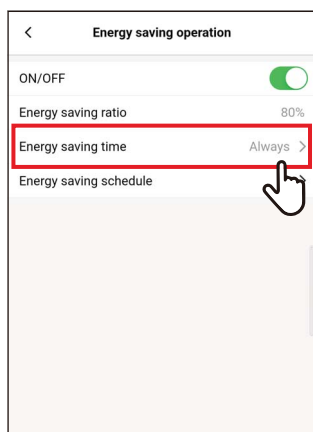 Energy saving operation
ON/OFF
Energy saving ratio 80%
Energy saving time Always
Energy saving schedule